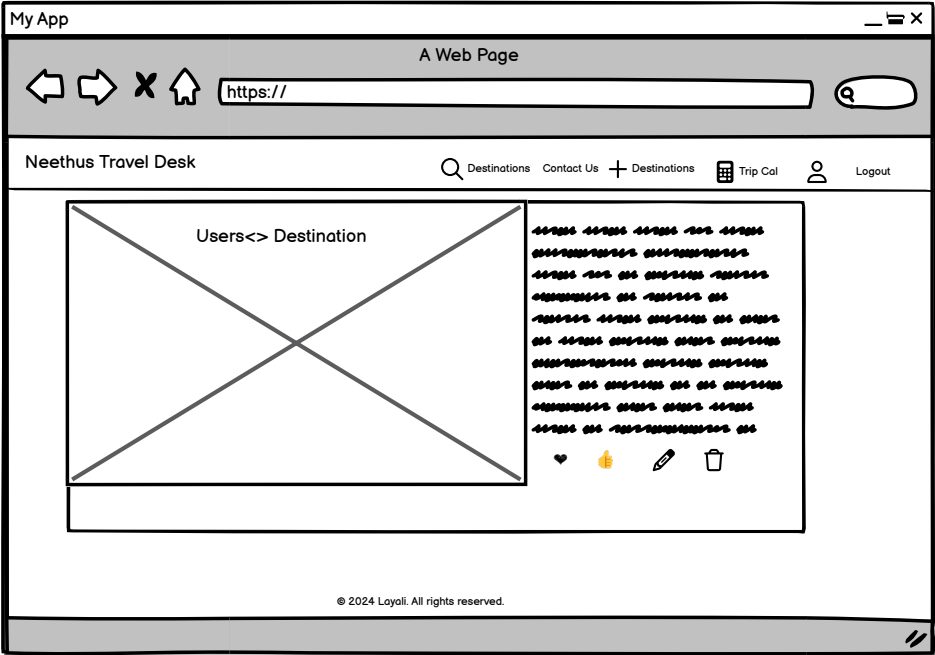 My App
A Web Page
https://
Neethus Travel Desk
Destinations Contact Us Destinations Trip Cal Logout
Users<> Destination
© 2024 Layali. All rights reserved.